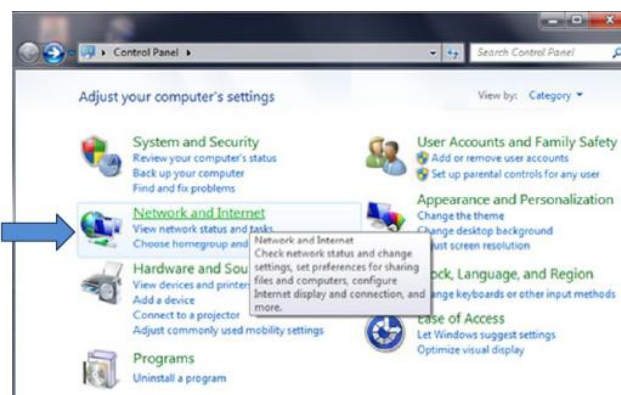 Control Panel
Search Control Panel
Adjust your computer's settings
View by: Category
System and Security
Review your computer's status
Back up your computer
Find and fix problems
Network and Internet
View network status and tasks
Choose homegroup and
Network and Internet
Check network status and change
settings, set preferences for sharing
files and computers, configure
Internet display and connection, and
more.
Hardware and Sou
View devices and printers
Add a device
Connect to a projector
Adjust commonly used mobility settings
Programs
Uninstall a program
User Accounts and Family Safety
Add or remove user accounts
Set up parental controls for any user
Appearance and Personalization
Change the theme
Change desktop background
just screen resolution
ock, Language, and Region
ange keyboards or other input methods
Ease of Access
Let Windows suggest settings
Optimize visual display